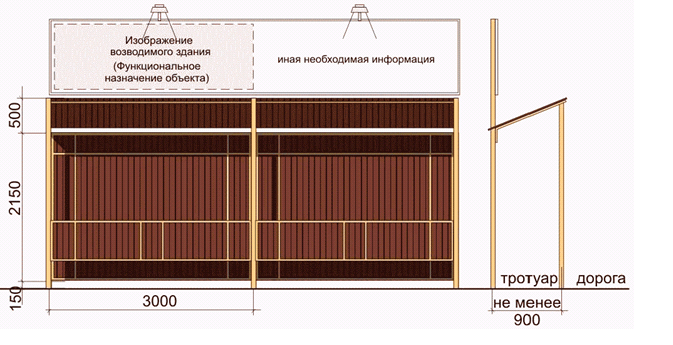 Изображение
возводимого здания
(Функциональное
назначение объекта)
иная необходимая информация
500
2150
150
3000
тротуар дорога
не менее
900